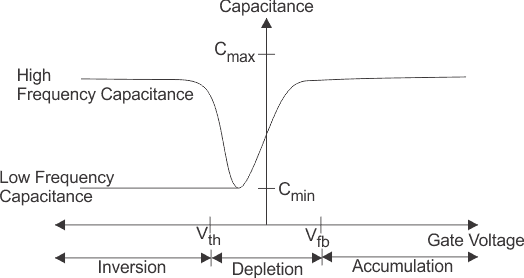 Capacitance
Cmax
High
Frequency Capacitance
Low Frequency
Capacitance
Cmin
Vth
Vfb
Gate Voltage
Inversion
Depletion
Accumulation